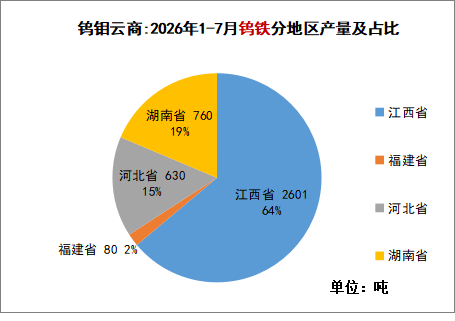 钨钼云商:2026年1-7月钨铁分地区产量及占比
湖南省 760
19%
河北省 630
15%
江西省 2601
64%
福建省 80 2%
江西省
福建省
河北省
湖南省
单位：吨